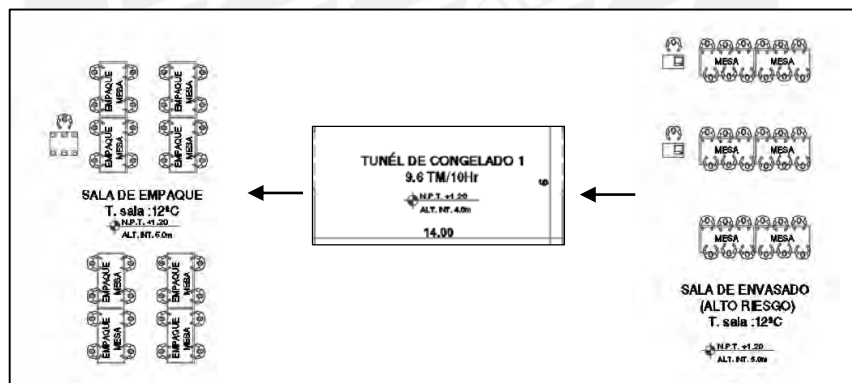 EMPAQUE
MESA
EMPAQUE
MESA
EMPAQUE
MESA
EMPAQUE
MESA
SALA DE EMPAQUE
T. sala :12ºC
N.P.T. +1.20
ALT. INT.
EMPAQUE
MESA
EMPAQUE
MESA
EMPAQUE
MESA
EMPAQUE
MESA
TUNÉL DE CONGELADO 1
9.6 TM/10Hr
N.P.T. +1.20
ALT. INT. 4.0m
6
14.00
MESA MESA
MESA MESA
MESA MESA
SALA DE ENVASADO
(ALTO RIESGO)
T. sala :12ºC
N.P.T. +1.20
ALT. INT. 5.0m